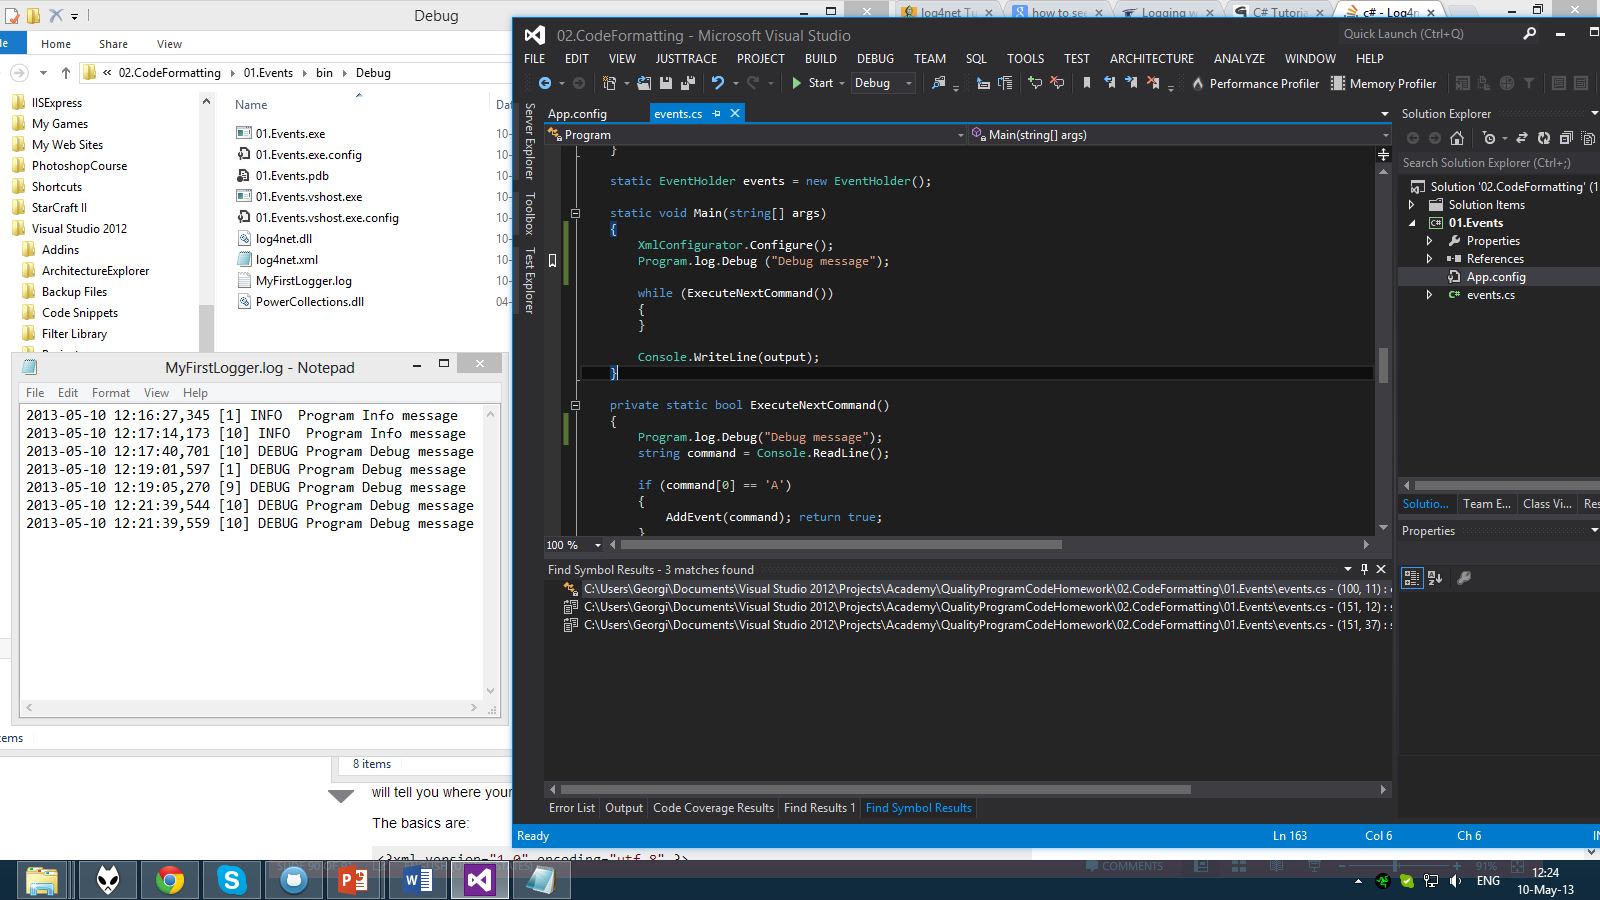 Debug
Home Share View
« 02.CodeFormatting 01.Events bin Debug
IISExpress
My Games
My Web Sites
PhotoshopCourse
Shortcuts
StarCraft II
Visual Studio 2012
Addins
ArchitectureExplorer
Backup Files
Code Snippets
Filter Library
Name
01.Events.exe
01.Events.exe.config
01.Events.pdb
01.Events.vshost.exe
01.Events.vshost.exe.config
log4net.dll
log4net.xml
MyFirstLogger.log
PowerCollections.dll
MyFirstLogger.log - Notepad
File Edit Format View Help
2013-05-10 12:16:27,345 [1] INFO  Program Info message
2013-05-10 12:17:14,173 [10] INFO  Program Info message
2013-05-10 12:17:40,701 [10] DEBUG Program Debug message
2013-05-10 12:19:01,597 [1] DEBUG Program Debug message
2013-05-10 12:19:05,270 [9] DEBUG Program Debug message
2013-05-10 12:21:39,544 [10] DEBUG Program Debug message
2013-05-10 12:21:39,559 [10] DEBUG Program Debug message
8 items
will tell you where your
The basics are:
<?xml version="1.0" encoding="utf-8" ?>
log4net Tu how to see Logging w C# Tutoria c# - Log4n
02.CodeFormatting - Microsoft Visual Studio
Quick Launch (Ctrl+Q)
FILE EDIT VIEW JUSTTRACE PROJECT BUILD DEBUG TEAM SQL TOOLS TEST ARCHITECTURE ANALYZE WINDOW HELP
Start Debug Performance Profiler Memory Profiler
Server Explorer
Toolbox
Test Explorer
App.config events.cs
Program Main(string[] args)
}
static EventHolder events = new EventHolder();
static void Main(string[] args)
{
XmlConfigurator.Configure();
Program.log.Debug ("Debug message");
while (ExecuteNextCommand())
{
}
Console.WriteLine(output);
}
private static bool ExecuteNextCommand()
{
Program.log.Debug("Debug message");
string command = Console.ReadLine();
if (command[0] == 'A')
{
AddEvent(command); return true;
}
100 %
Find Symbol Results - 3 matches found
C:\Users\Georgi\Documents\Visual Studio 2012\Projects\Academy\QualityProgramCodeHomework\02.CodeFormatting\01.Events\events.cs - (100, 11) :
C:\Users\Georgi\Documents\Visual Studio 2012\Projects\Academy\QualityProgramCodeHomework\02.CodeFormatting\01.Events\events.cs - (151, 12) : s
C:\Users\Georgi\Documents\Visual Studio 2012\Projects\Academy\QualityProgramCodeHomework\02.CodeFormatting\01.Events\events.cs - (151, 37) : s
Error List Output Code Coverage Results Find Results 1 Find Symbol Results
Solution Explorer
Search Solution Explorer (Ctrl+;)
Solution '02.CodeFormatting' (1
Solution Items
01.Events
Properties
References
App.config
events.cs
Solutio... Team E... Class Vi... Res
Properties
Ready Ln 163 Col 6 Ch 6
COMMENTS 91%
ENG
12:24
10-May-13